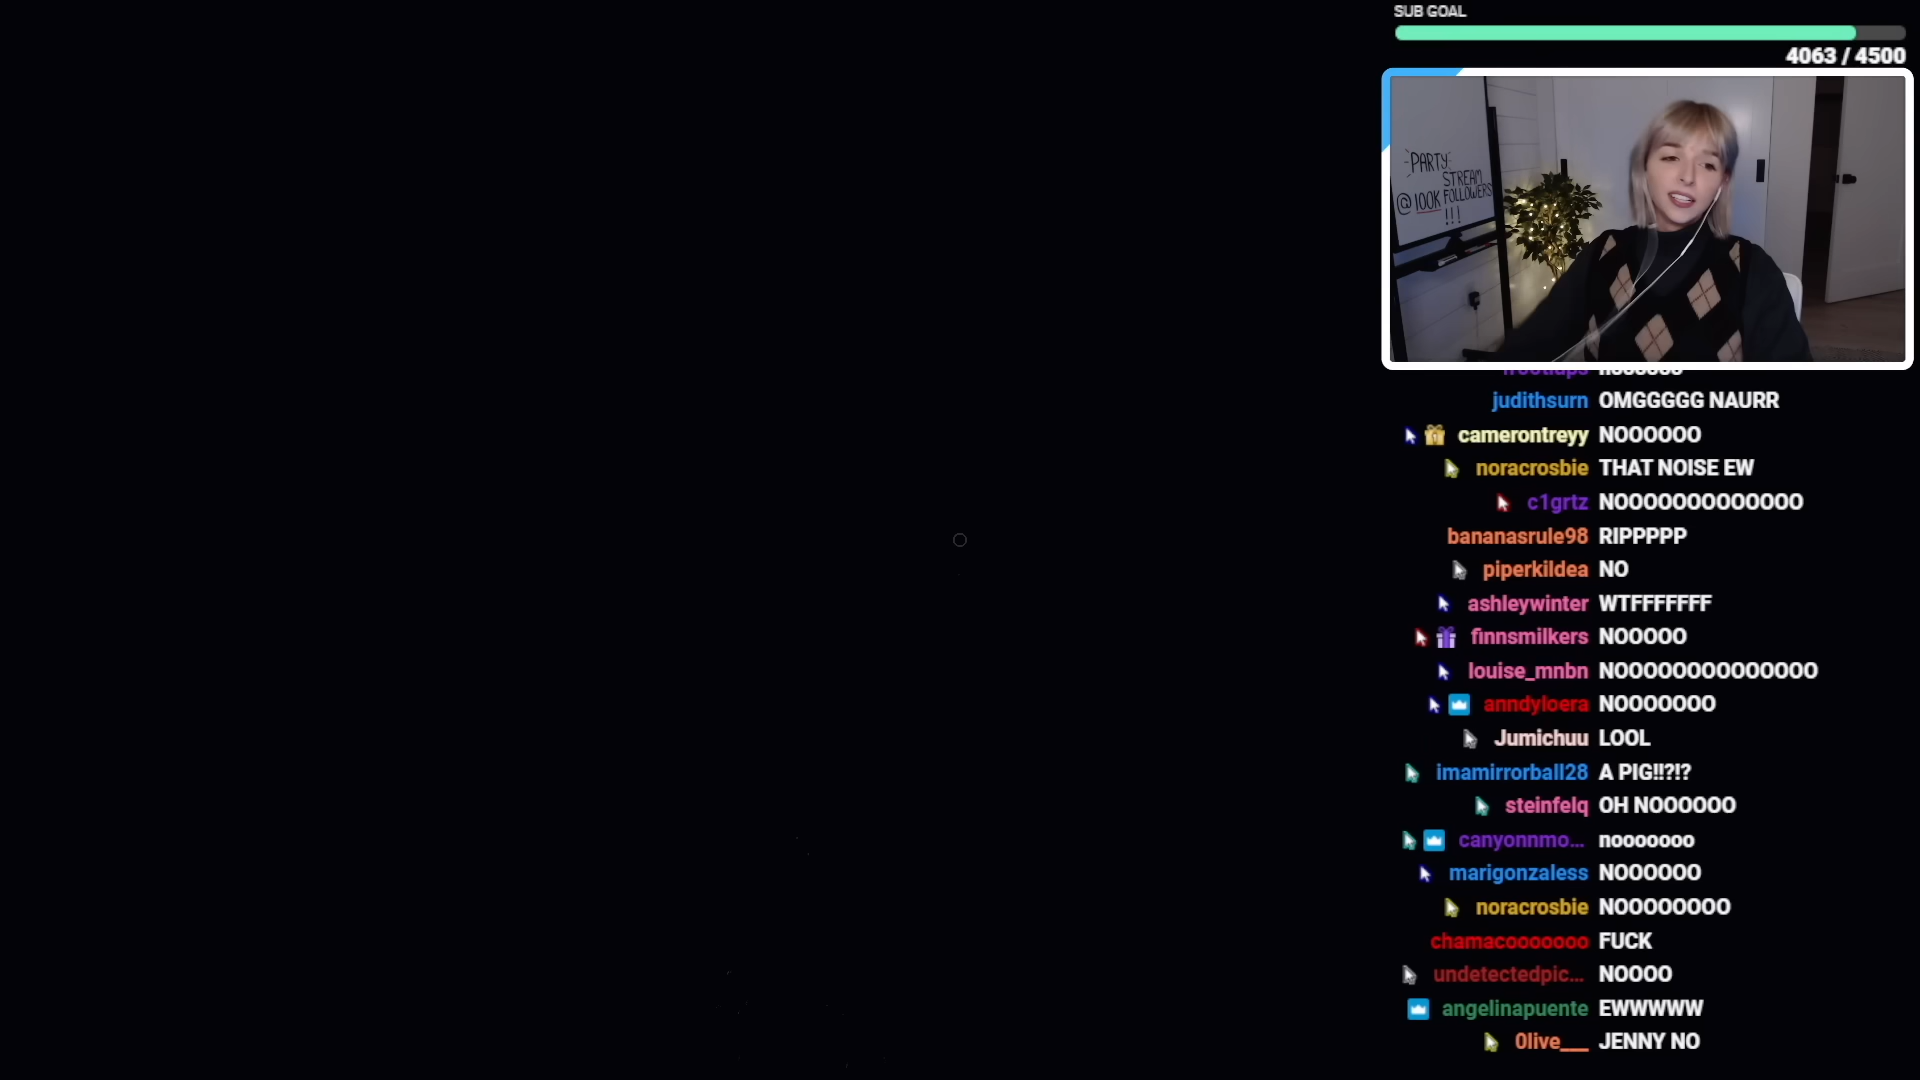 SUB GOAL
4063 / 4500
PARTY
STREAM
@100K FOLLOWERS
!!!
judithsurn OMGGGGG NAURR
camerontreyy NOOOOOO
noracrosbie THAT NOISE EW
c1grtz NOOOOOOOOOOOOO
bananasrule98 RIPPPPP
piperkildea NO
ashleywinter WTFFFFFFF
finnsmilkers NOOOOO
louise_mnbn NOOOOOOOOOOOOOO
anndyloera NOOOOOOO
Jumichuu LOOL
imamirrorball28 A PIG!!?!?
steinfelq OH NOOOOOO
canyonnmo... nooooooo
marigonzaless NOOOOOO
noracrosbie NOOOOOOOO
chamacooooooo FUCK
undetectedpic... NOOOO
angelinapuente EWWWWW
0live___ JENNY NO